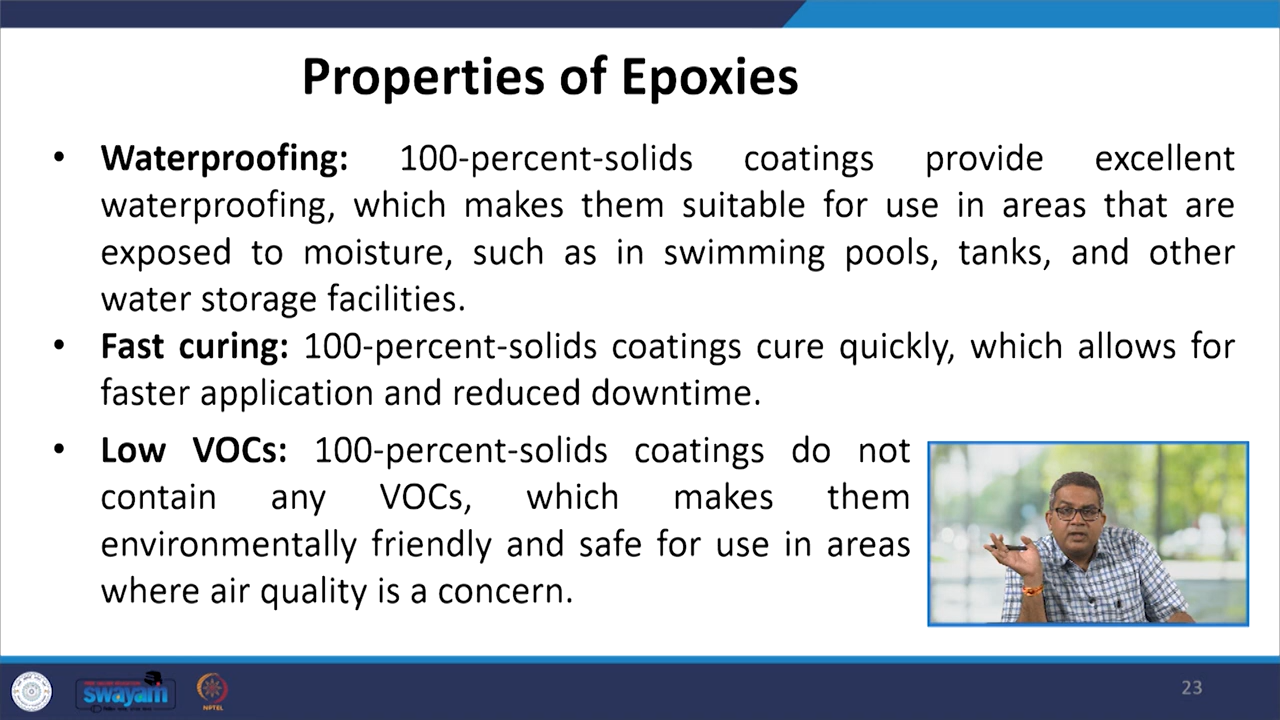 Properties of Epoxies
• Waterproofing: 100-percent-solids coatings provide excellent
waterproofing, which makes them suitable for use in areas that are
exposed to moisture, such as in swimming pools, tanks, and other
water storage facilities.
• Fast curing: 100-percent-solids coatings cure quickly, which allows for
faster application and reduced downtime.
• Low VOCs: 100-percent-solids coatings do not
contain any VOCs, which makes them
environmentally friendly and safe for use in areas
where air quality is a concern.
swayam
NPTEL
23